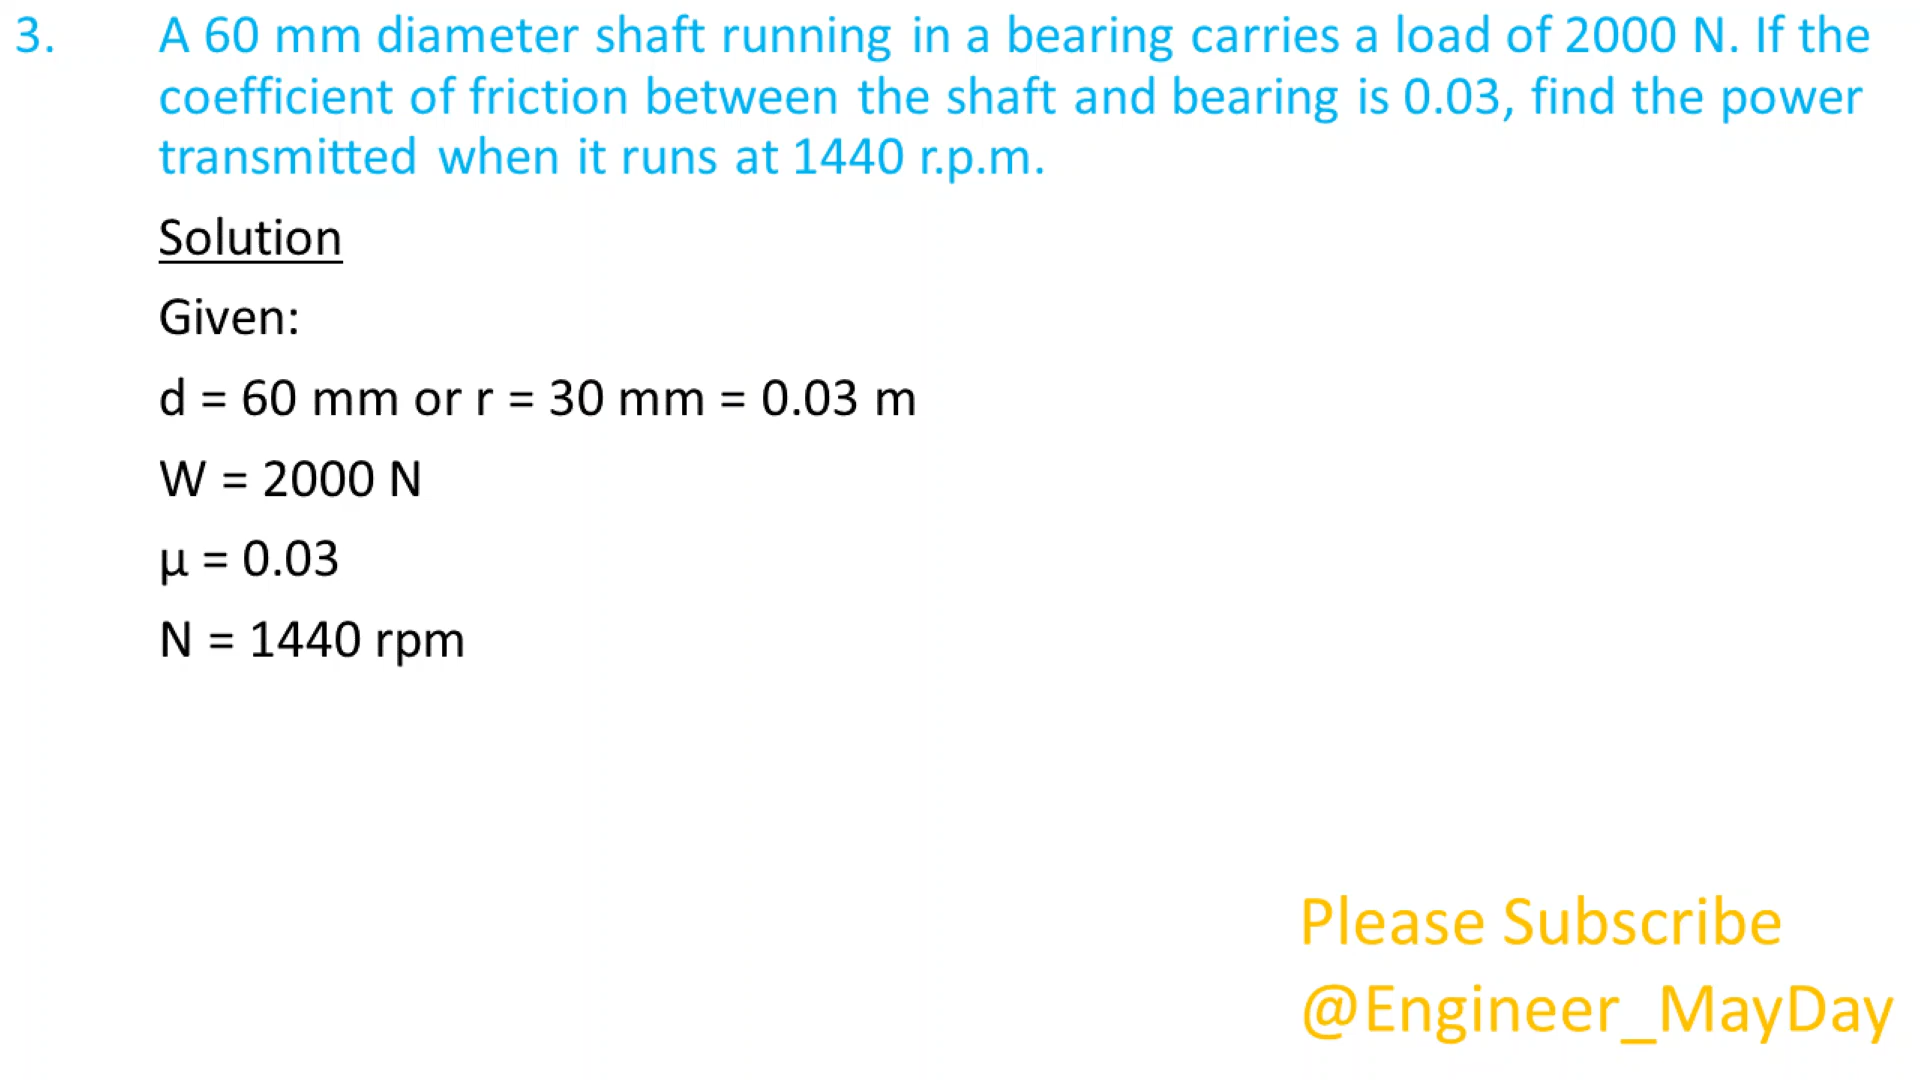 3. A 60 mm diameter shaft running in a bearing carries a load of 2000 N. If the
coefficient of friction between the shaft and bearing is 0.03, find the power
transmitted when it runs at 1440 r.p.m.
Solution
Given:
d = 60 mm or r = 30 mm = 0.03 m
W = 2000 N
μ = 0.03
N = 1440 rpm
Please Subscribe
@Engineer_MayDay